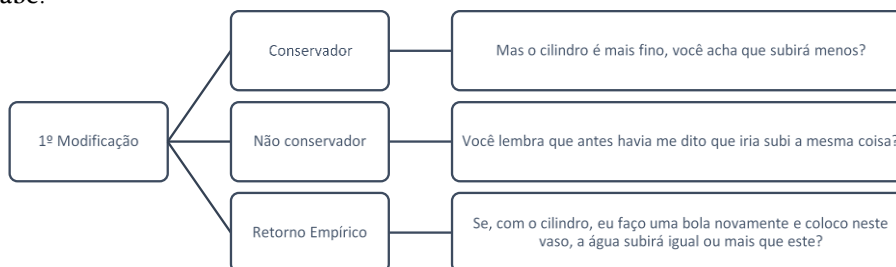 Conservador
Mas o cilindro é mais fino, você acha que subirá menos?
1º Modificação
Não conservador
Você lembra que antes havia me dito que iria subi a mesma coisa?
Retorno Empírico
Se, com o cilindro, eu faço uma bola novamente e coloco neste
vaso, a água subirá igual ou mais que este?